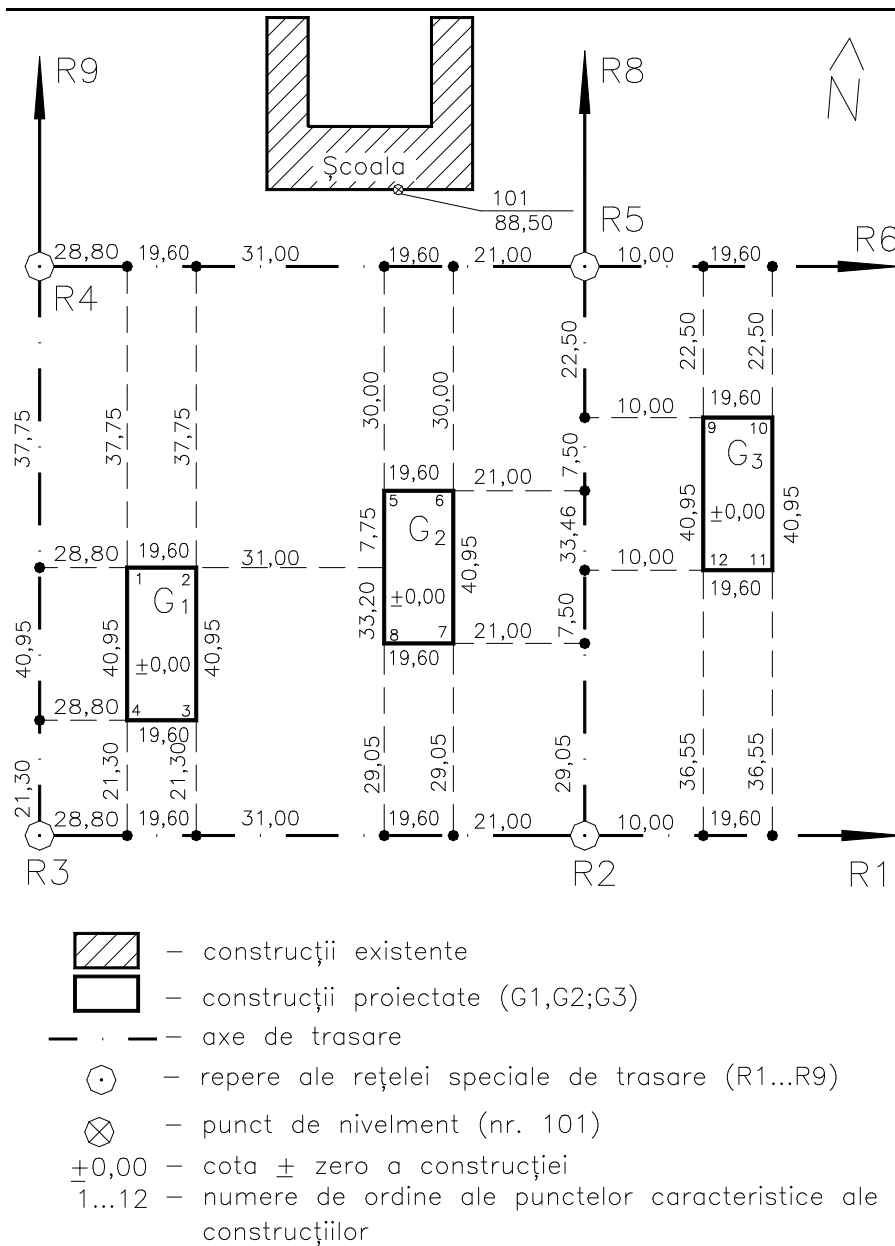 R9
R8
N
Școala
101
88,50
R5
R6
28,80 19,60 31,00 19,60 21,00 10,00 19,60
R4
37,75 37,75 37,75 30,00 30,00 22,50 22,50 22,50
10,00 19,60
9 10
G3
±0,00
40,95 40,95
12 11
10,00 19,60
19,60 21,00
5 6
G2
±0,00
7,75 33,20 40,95
8 7
19,60 21,00
7,50 33,46 7,50
28,80 19,60 31,00
1 2
G1
±0,00
40,95 40,95 40,95
4 3
28,80 19,60
21,30 21,30 21,30 29,05 29,05 29,05 36,55 36,55
28,80 19,60 31,00 19,60 21,00 10,00 19,60
R3 R2 R1
– construcții existente
– construcții proiectate (G1,G2;G3)
– axe de trasare
– repere ale rețelei speciale de trasare (R1...R9)
– punct de nivelment (nr. 101)
±0,00 – cota ± zero a construcției
1...12 – numere de ordine ale punctelor caracteristice ale
construcțiilor